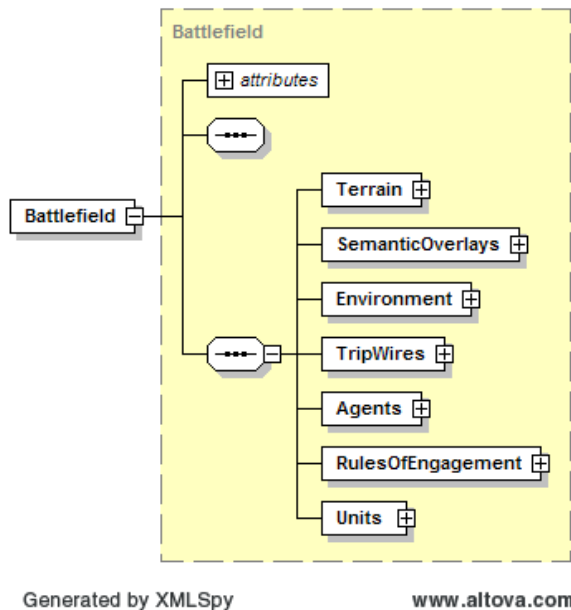 Battlefield
attributes
Battlefield
Terrain
SemanticOverlays
Environment
TripWires
Agents
RulesOfEngagement
Units
Generated by XMLSpy www.altova.com